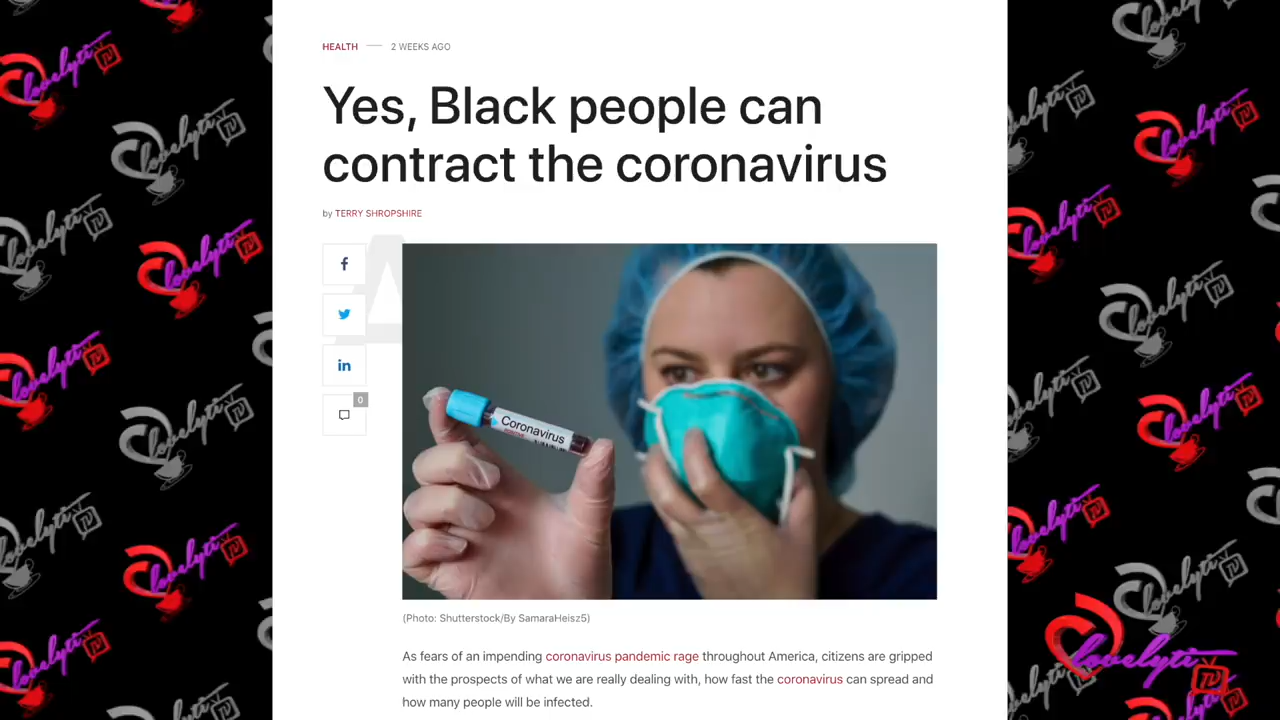 HEALTH — 2 WEEKS AGO
Yes, Black people can
contract the coronavirus
by TERRY SHROPSHIRE
0
Coronavirus
(Photo: Shutterstock/By SamaraHeisz5)
As fears of an impending coronavirus pandemic rage throughout America, citizens are gripped
with the prospects of what we are really dealing with, how fast the coronavirus can spread and
how many people will be infected.
lovelyti TV